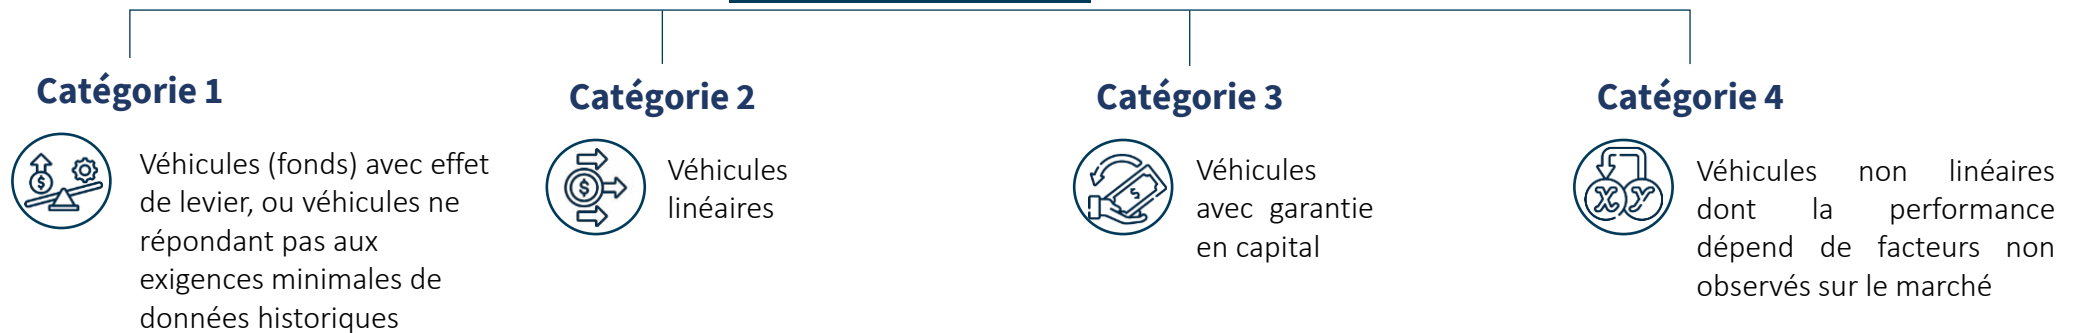 Catégorie 1
Véhicules (fonds) avec effet
de levier, ou véhicules ne
répondant pas aux
exigences minimales de
données historiques
Catégorie 2
Véhicules
linéaires
Catégorie 3
Véhicules
avec garantie
en capital
Catégorie 4
Véhicules non linéaires
dont la performance
dépend de facteurs non
observés sur le marché